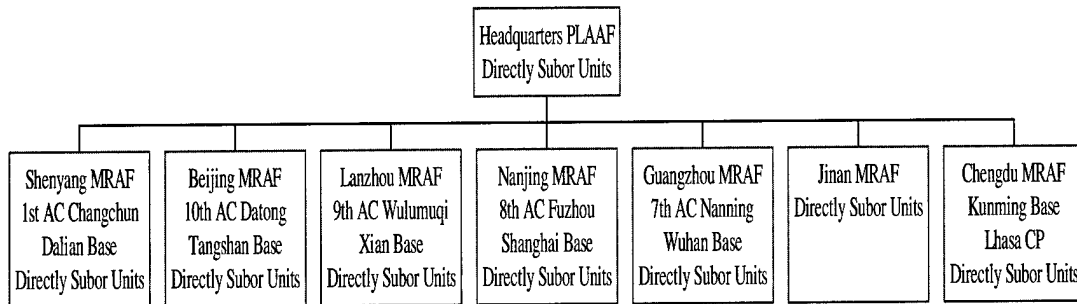 Headquarters PLAAF
Directly Subor Units
Shenyang MRAF
1st AC Changchun
Dalian Base
Directly Subor Units
Beijing MRAF
10th AC Datong
Tangshan Base
Directly Subor Units
Lanzhou MRAF
9th AC Wulumuqi
Xian Base
Directly Subor Units
Nanjing MRAF
8th AC Fuzhou
Shanghai Base
Directly Subor Units
Guangzhou MRAF
7th AC Nanning
Wuhan Base
Directly Subor Units
Jinan MRAF
Directly Subor Units
Chengdu MRAF
Kunming Base
Lhasa CP
Directly Subor Units